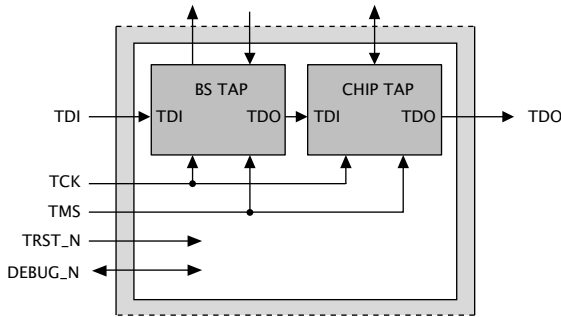 BS TAP CHIP TAP
TDI TDI TDO TDI TDO TDO
TCK
TMS
TRST_N
DEBUG_N